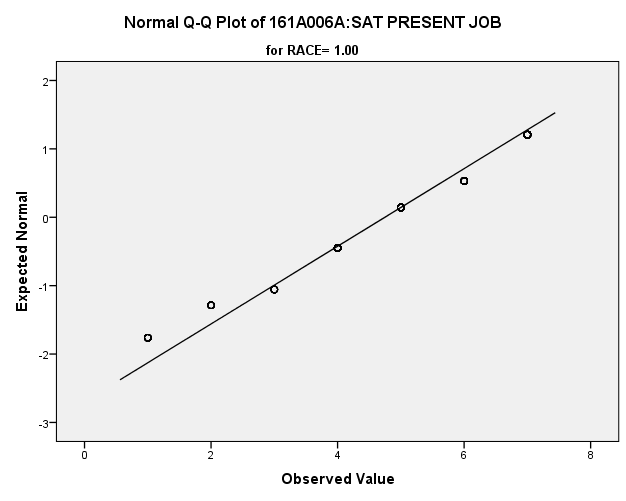 Normal Q-Q Plot of 161A006A:SAT PRESENT JOB
for RACE= 1.00
2
1
0
-1
-2
-3
Expected Normal
0 2 4 6 8
Observed Value